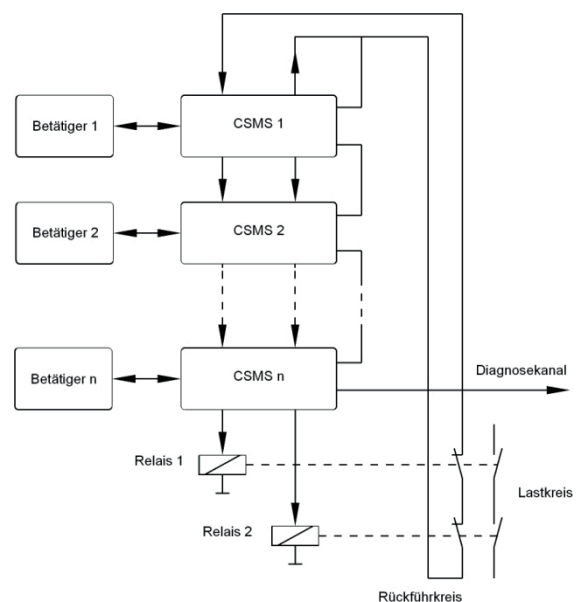 Betätiger 1
CSMS 1
Betätiger 2
CSMS 2
Betätiger n
CSMS n
Diagnosekanal
Relais 1
Lastkreis
Relais 2
Rückführkreis